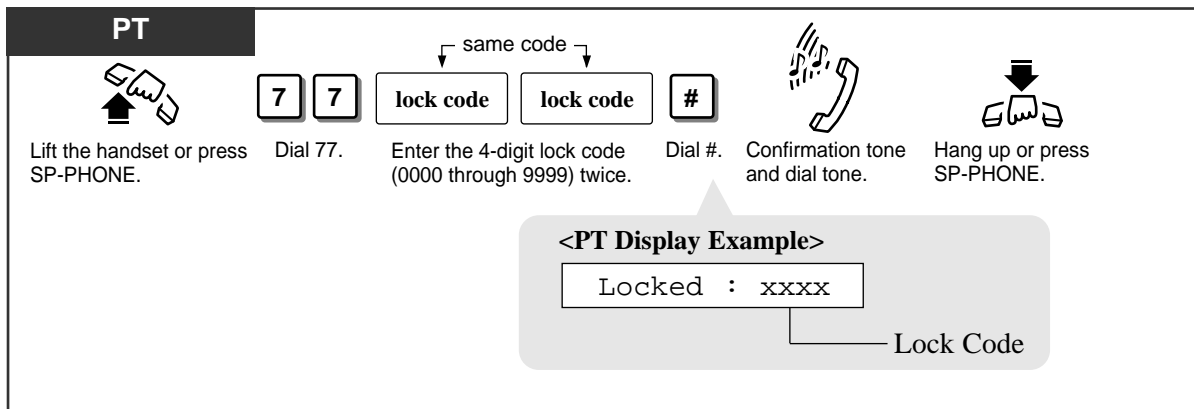 PT
same code
7 7 lock code lock code #
Lift the handset or press
SP-PHONE.
Dial 77.
Enter the 4-digit lock code
(0000 through 9999) twice.
Dial #.
Confirmation tone
and dial tone.
Hang up or press
SP-PHONE.
<PT Display Example>
Locked : xxxx
Lock Code